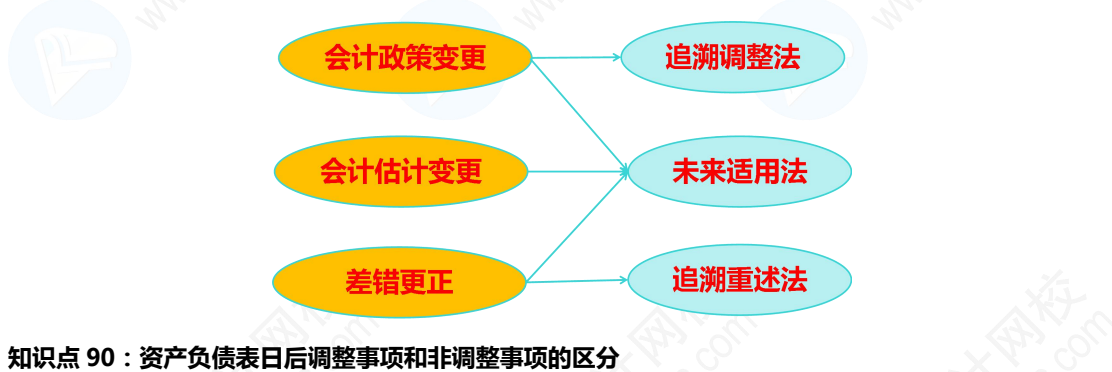 会计政策变更 追溯调整法
会计估计变更 未来适用法
差错更正 追溯重述法
知识点 90：资产负债表日后调整事项和非调整事项的区分